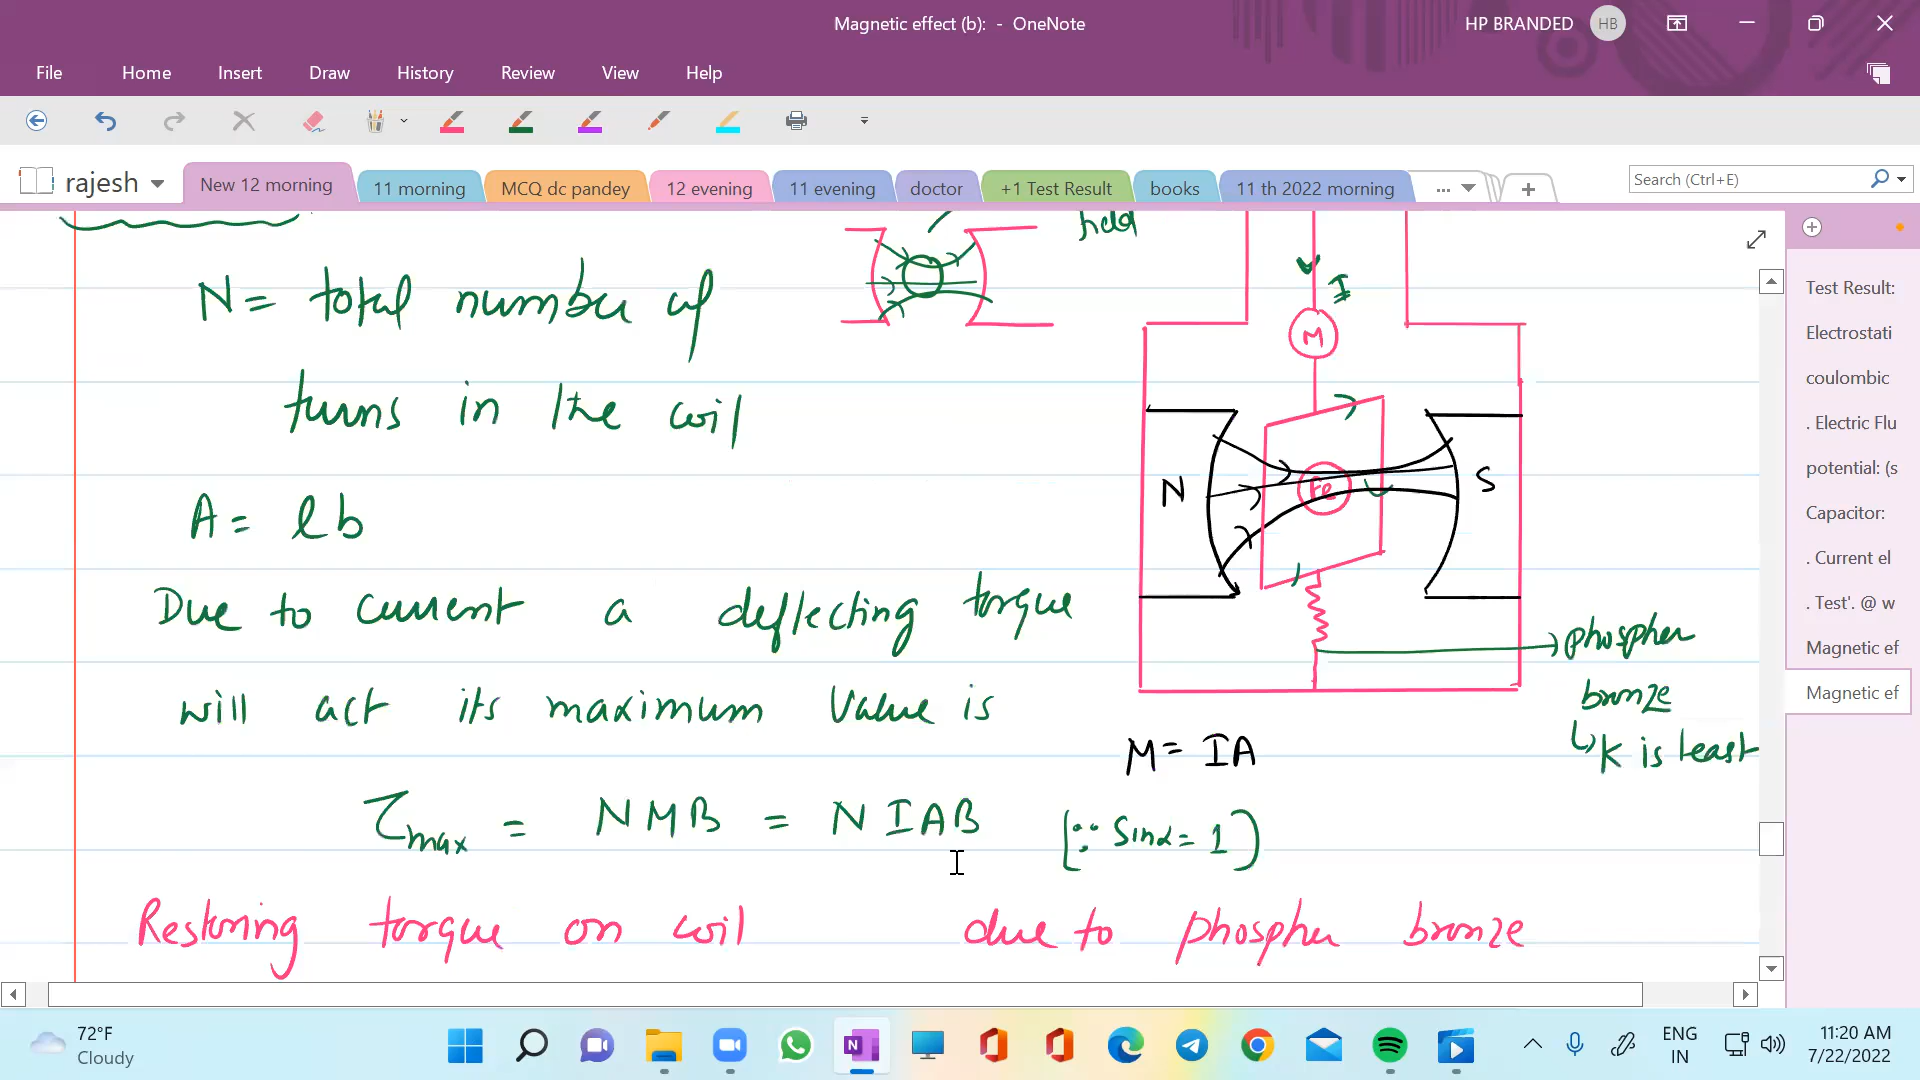 Magnetic effect (b): - OneNote
HP BRANDED HB
File Home Insert Draw History Review View Help
rajesh New 12 morning 11 morning MCQ dc pandey 12 evening 11 evening doctor +1 Test Result books 11 th 2022 morning ... +
Search (Ctrl+E)
field
N = total number of
turns in the coil
A = lb
Due to current a deflecting torque
will act its maximum value is
τmax = NMB = NIAB [∵ Sinα = 1)
Restoring torque on coil due to phospher bronze
I
M
N
Fe
S
phospher
bronze
↳ K is least
M = IA
Test Result:
Electrostati
coulombic
. Electric Flu
potential: (s
Capacitor:
. Current el
. Test'. @ w
Magnetic ef
Magnetic ef
72°F
Cloudy
ENG
IN
11:20 AM
7/22/2022